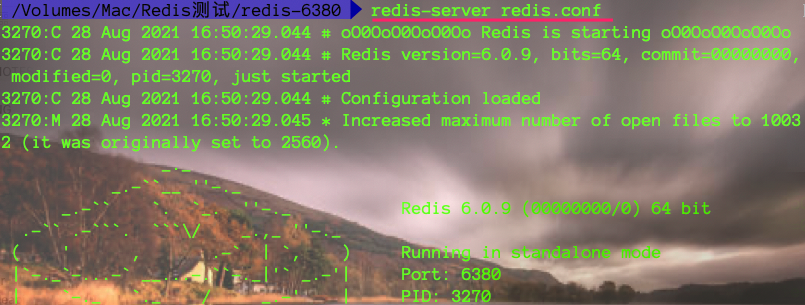 /Volumes/Mac/Redis测试/redis-6380 redis-server redis.conf
3270:C 28 Aug 2021 16:50:29.044 # oO0OoO0OoO0Oo Redis is starting oO0OoO0OoO0Oo
3270:C 28 Aug 2021 16:50:29.044 # Redis version=6.0.9, bits=64, commit=00000000,
modified=0, pid=3270, just started
3270:C 28 Aug 2021 16:50:29.044 # Configuration loaded
3270:M 28 Aug 2021 16:50:29.045 * Increased maximum number of open files to 1003
2 (it was originally set to 2560).
Redis 6.0.9 (00000000/0) 64 bit
Running in standalone mode
Port: 6380
PID: 3270